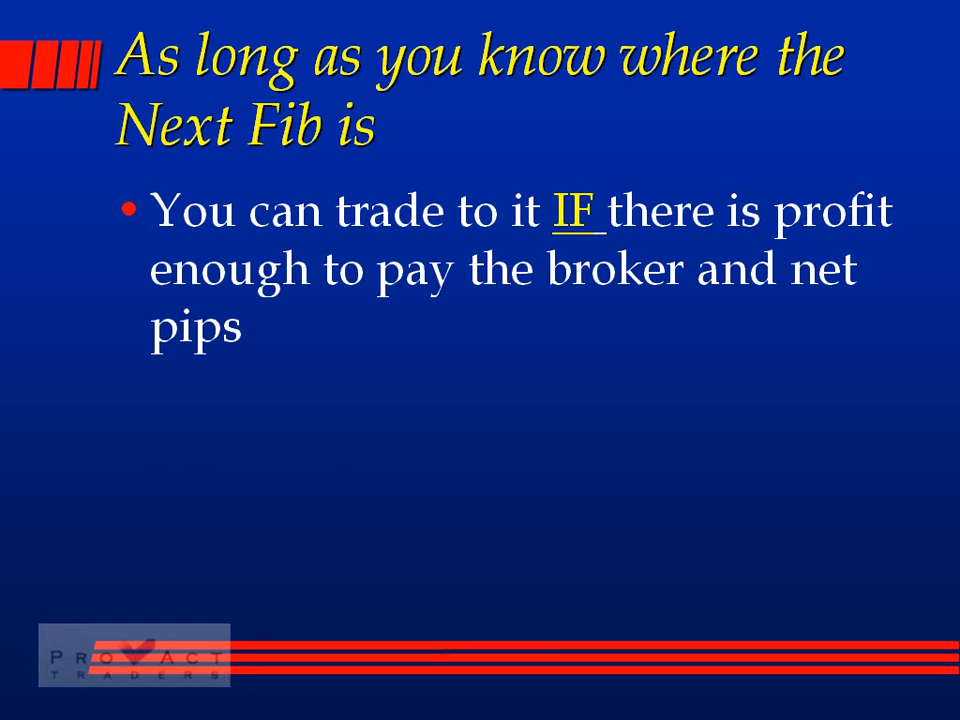 As long as you know where the
Next Fib is
• You can trade to it IF there is profit
enough to pay the broker and net
pips
PRO ACT
TRADERS